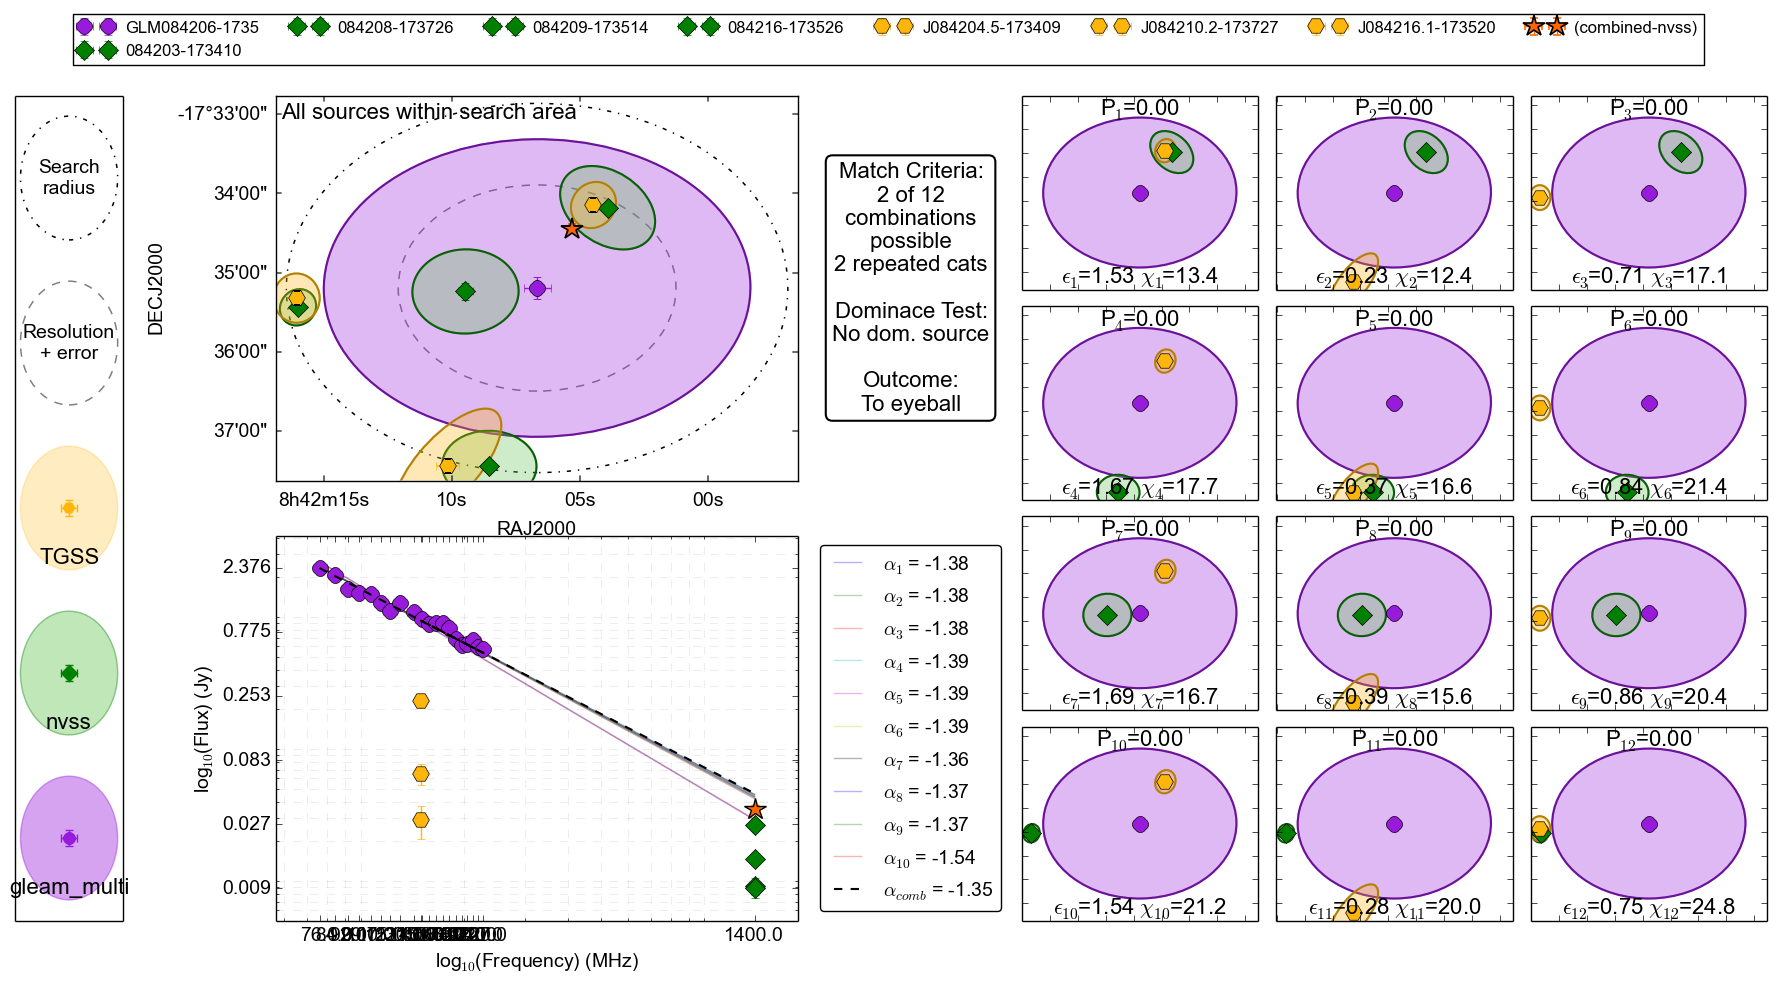 GLM084206-1735
084208-173726
084209-173514
084216-173526
J084204.5-173409
J084210.2-173727
J084216.1-173520
(combined-nvss)
084203-173410
Search
radius
Resolution
+ error
TGSS
nvss
gleam_multi
All sources within search area
-17°33'00"
34'00"
35'00"
36'00"
37'00"
DECJ2000
8h42m15s
10s
05s
00s
RAJ2000
Match Criteria:
2 of 12
combinations
possible
2 repeated cats
Dominace Test:
No dom. source
Outcome:
To eyeball
2.376
0.775
0.253
0.083
0.027
0.009
log10(Flux) (Jy)
1400.0
log10(Frequency) (MHz)
α1 = -1.38
α2 = -1.38
α3 = -1.38
α4 = -1.39
α5 = -1.39
α6 = -1.39
α7 = -1.36
α8 = -1.37
α9 = -1.37
α10 = -1.54
αcomb = -1.35
P1=0.00
ϵ1=1.53 χ1=13.4
P2=0.00
ϵ2=0.23 χ2=12.4
P3=0.00
ϵ3=0.71 χ3=17.1
P4=0.00
ϵ4=1.67 χ4=17.7
P5=0.00
ϵ5=0.37 χ5=16.6
P6=0.00
ϵ6=0.84 χ6=21.4
P7=0.00
ϵ7=1.69 χ7=16.7
P8=0.00
ϵ8=0.39 χ8=15.6
P9=0.00
ϵ9=0.86 χ9=20.4
P10=0.00
ϵ10=1.54 χ10=21.2
P11=0.00
ϵ11=0.28 χ11=20.0
P12=0.00
ϵ12=0.75 χ12=24.8